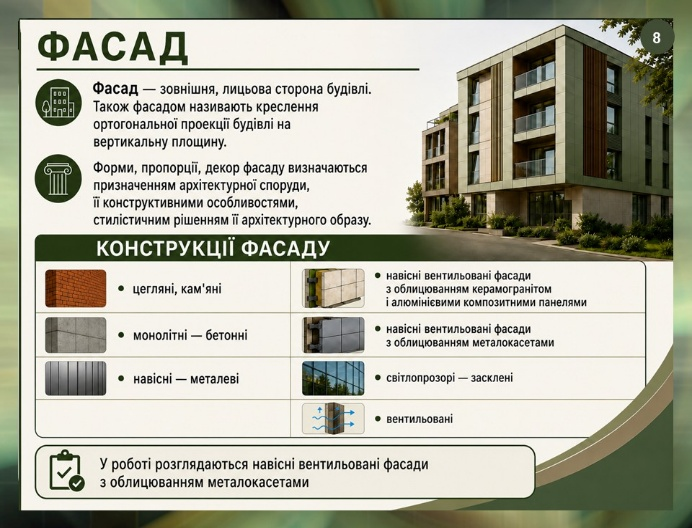 ФАСАД
8
Фасад — зовнішня, лицьова сторона будівлі.
Також фасадом називають креслення
ортогональної проекції будівлі на
вертикальну площину.
Форми, пропорції, декор фасаду визначаються
призначенням архітектурної споруди,
її конструктивними особливостями,
стилістичним рішенням її архітектурного образу.
КОНСТРУКЦІЇ ФАСАДУ
• цегляні, кам'яні
• монолітні — бетонні
• навісні — металеві
• навісні вентильовані фасади
з облицюванням керамогранітом
і алюмінієвими композитними панелями
• навісні вентильовані фасади
з облицюванням металокасетами
• світлопрозорі — засклені
• вентильовані
У роботі розглядаються навісні вентильовані фасади
з облицюванням металокасетами